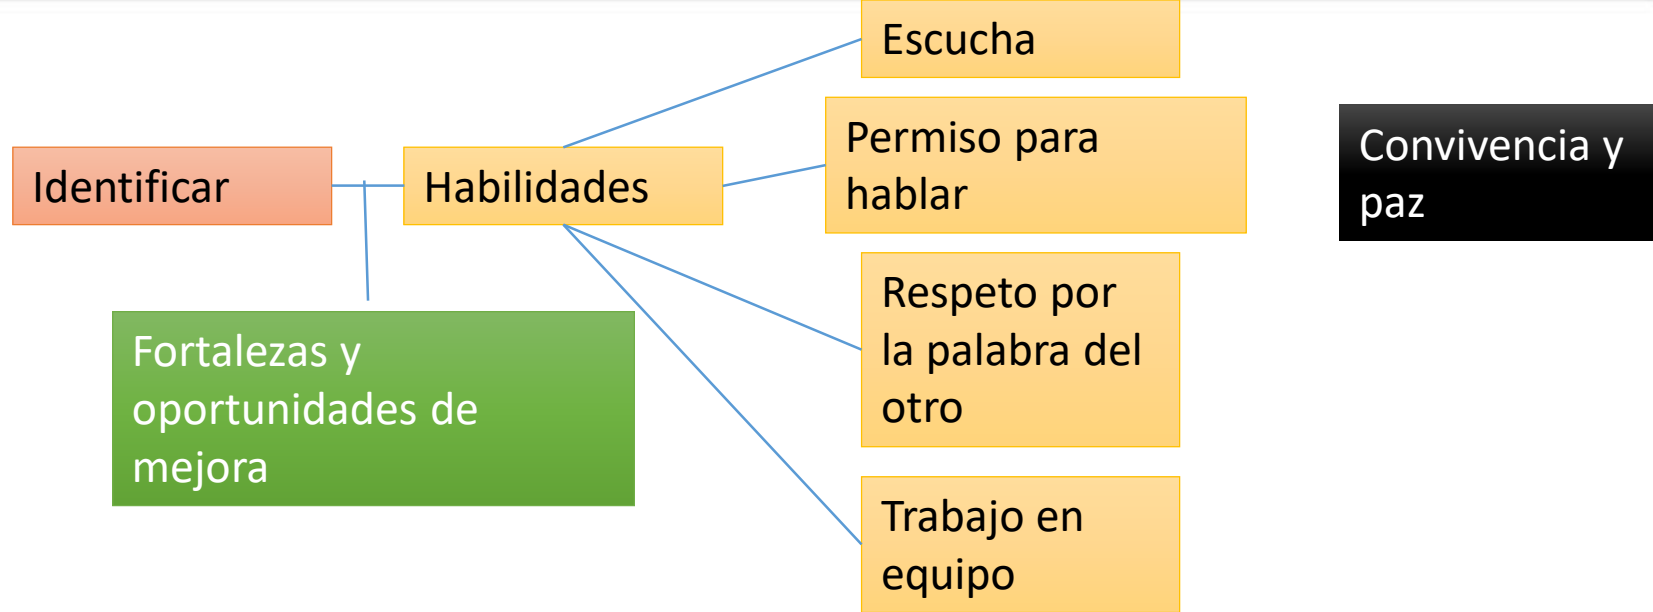 Escucha
Permiso para
hablar
Convivencia y
paz
Identificar
Habilidades
Respeto por
la palabra del
otro
Fortalezas y
oportunidades de
mejora
Trabajo en
equipo